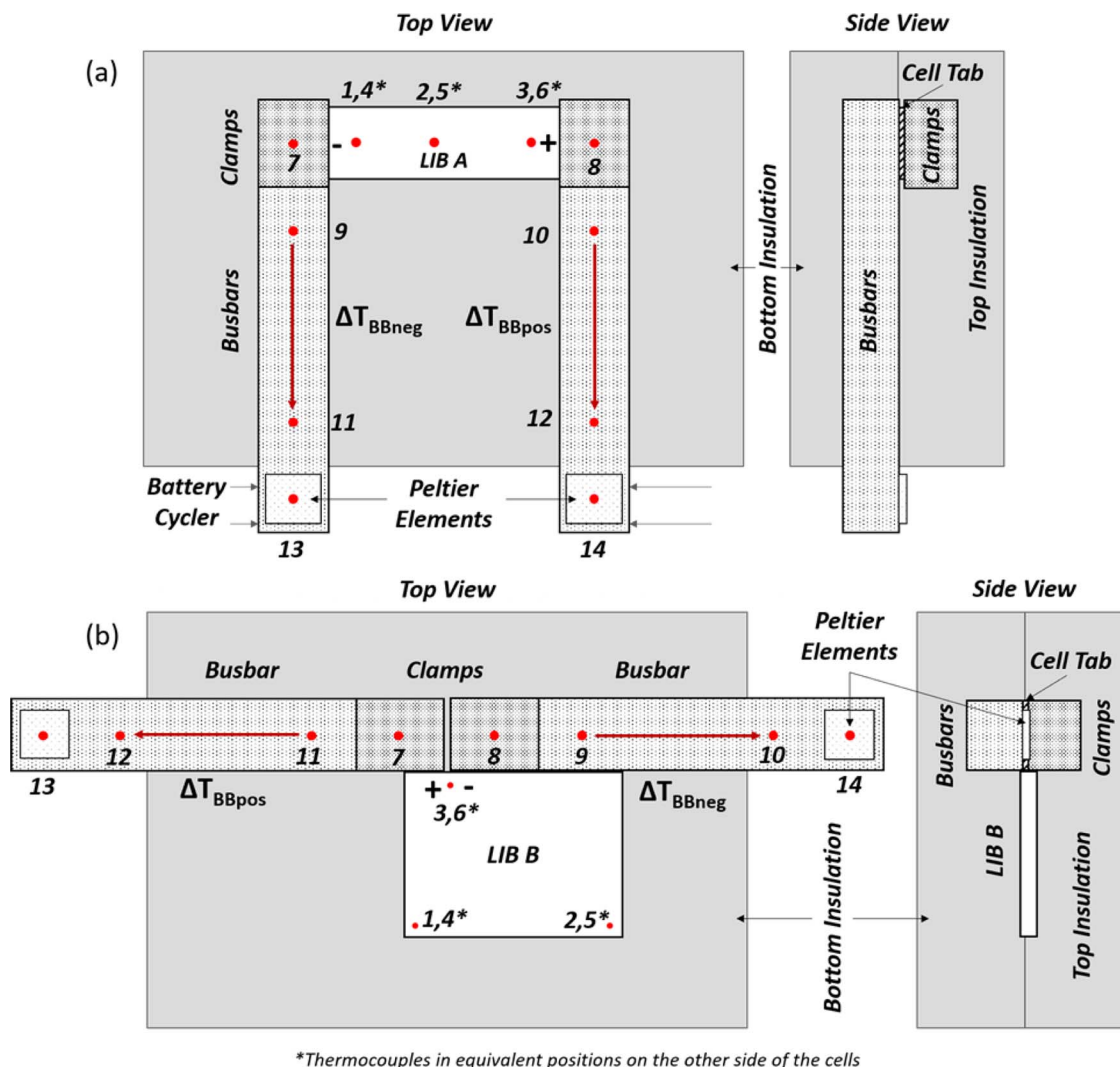 Top View
Side View
(a)
Cell Tab
1,4*
2,5*
3,6*
Clamps
-
+
7
LIB A
8
Clamps
9
10
Busbars
ΔTBBneg
ΔTBBpos
Bottom Insulation
Busbars
Top Insulation
11
12
Battery
Cycler
Peltier
Elements
13
14
Top View
Side View
(b)
Peltier
Elements
Cell Tab
Busbar
Clamps
Busbar
12
11
7
8
9
10
13
ΔTBBpos
+
-
3,6*
ΔTBBneg
14
Busbars
Clamps
LIB B
LIB B
1,4*
2,5*
Bottom Insulation
Top Insulation
*Thermocouples in equivalent positions on the other side of the cells